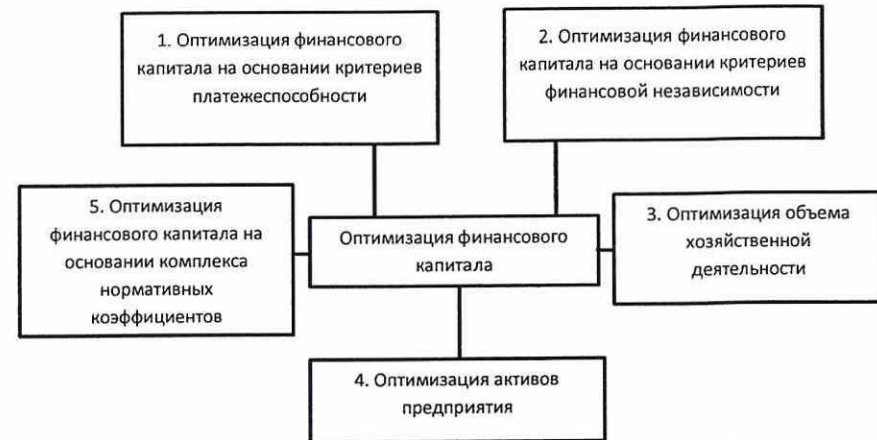 1. Оптимизация финансового
капитала на основании критериев
платежеспособности
2. Оптимизация финансового
капитала на основании критериев
финансовой независимости
5. Оптимизация
финансового капитала на
основании комплекса
нормативных
коэффициентов
Оптимизация финансового
капитала
3. Оптимизация объема
хозяйственной
деятельности
4. Оптимизация активов
предприятия